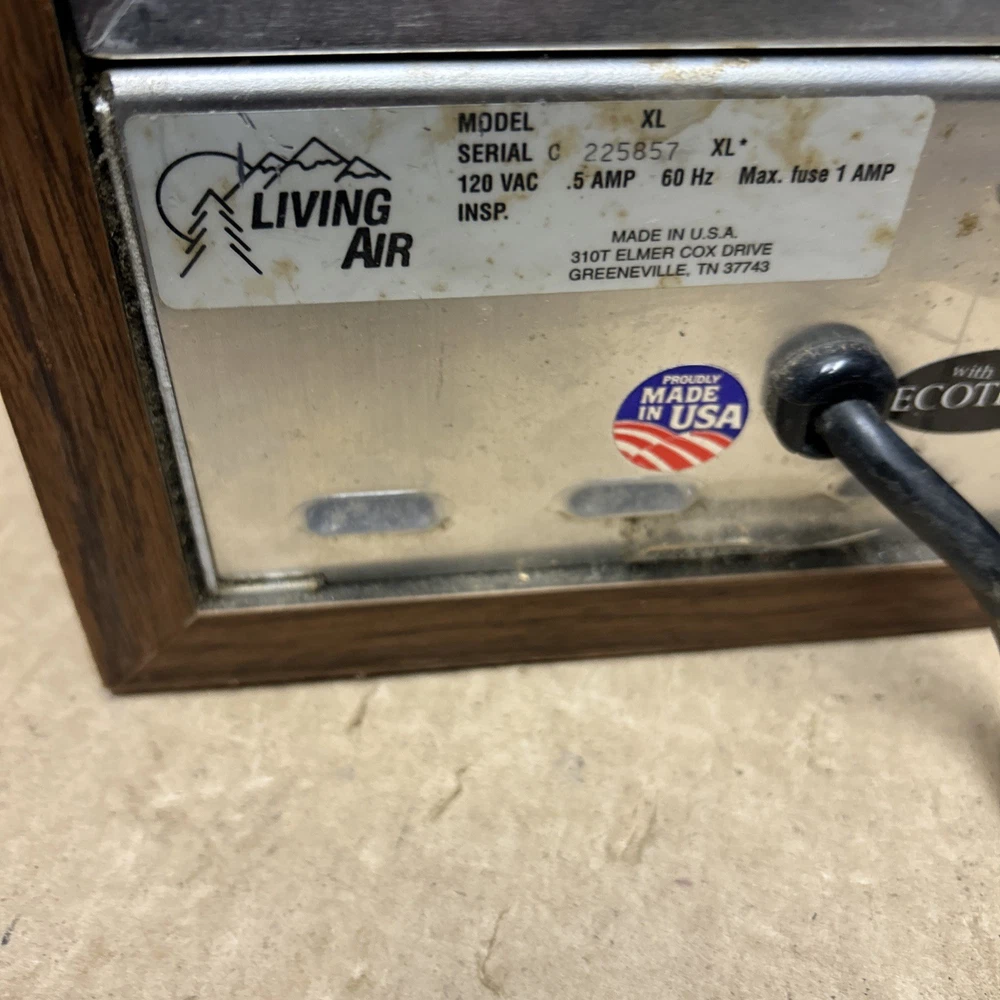 MODEL XL
SERIAL C 225857 XL*
120 VAC .5 AMP 60 Hz Max. fuse 1 AMP
INSP.
LIVING
AIR
MADE IN U.S.A.
310T ELMER COX DRIVE
GREENEVILLE, TN 37743
PROUDLY
MADE
IN USA
with